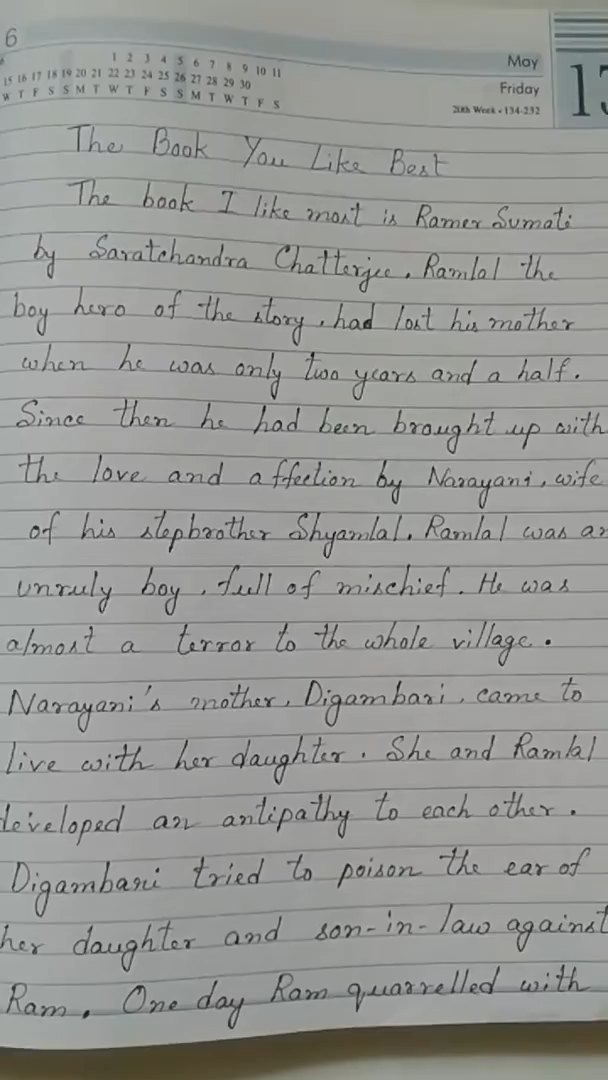 6
1 2 3 4 5 6 7 8 9 10 11
15 16 17 18 19 20 21 22 23 24 25 26 27 28 29 30
W T F S S M T W T F S S M T W T F S
May
Friday
20th Week • 134-232
The Book You Like Best
The book I like most is Ramer Sumati
by Saratchandra Chatterjee. Ramlal the
boy hero of the story, had lost his mother
when he was only two years and a half.
Since then he had been brought up with
the love and affection by Narayani, wife
of his stepbrother Shyamlal. Ramlal was an
unruly boy, full of mischief. He was
almost a terror to the whole village.
Narayani's mother, Digambari, came to
live with her daughter. She and Ramlal
developed an antipathy to each other.
Digambari tried to poison the ear of
her daughter and son-in-law against
Ram. One day Ram quarrelled with